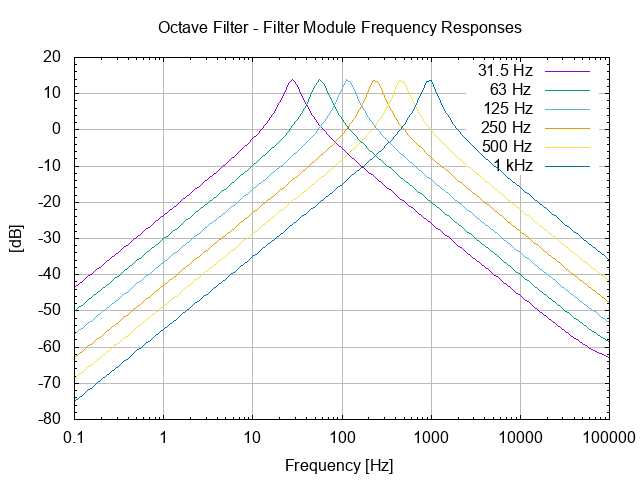 Octave Filter - Filter Module Frequency Responses
20
10
0
-10
-20
-30
-40
-50
-60
-70
-80
[dB]
31.5 Hz
63 Hz
125 Hz
250 Hz
500 Hz
1 kHz
0.1 1 10 100 1000 10000 100000
Frequency [Hz]